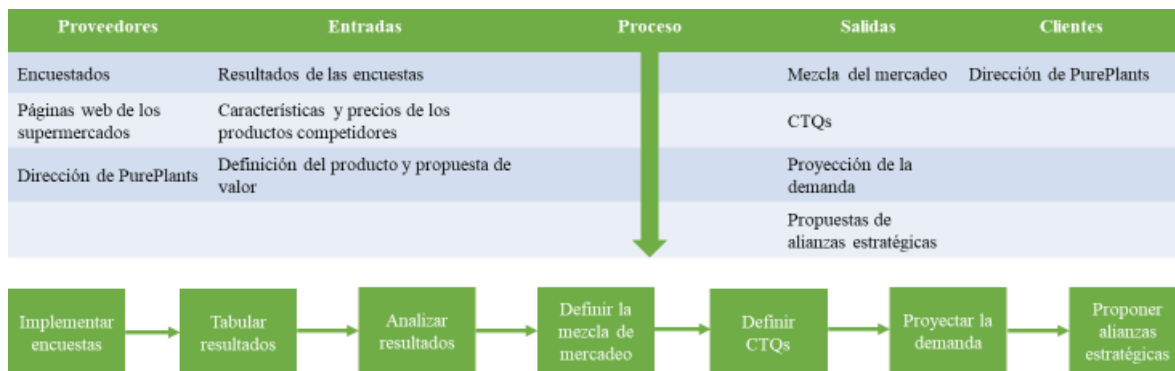 Proveedores Entradas Proceso Salidas Clientes
Encuestados Resultados de las encuestas Mezcla del mercadeo Dirección de PurePlants
Páginas web de los Características y precios de los CTQs
supermercados productos competidores
Dirección de PurePlants Definición del producto y propuesta de Proyección de la
valor demanda
Propuestas de
alianzas estratégicas
Implementar
encuestas
Tabular
resultados
Analizar
resultados
Definir la
mezcla de
mercadeo
Definir
CTQs
Proyectar la
demanda
Proponer
alianzas
estratégicas